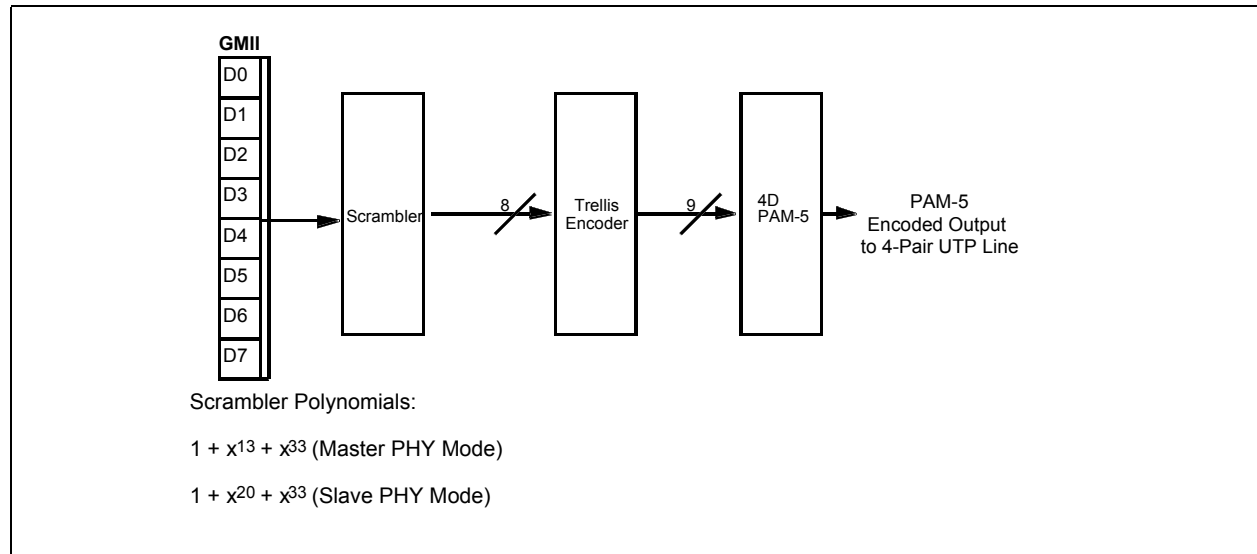 GMII
D0
D1
D2
D3
D4
D5
D6
D7
Scrambler
8
Trellis
Encoder
9
4D
PAM-5
PAM-5
Encoded Output
to 4-Pair UTP Line
Scrambler Polynomials:
1 + x13 + x33 (Master PHY Mode)
1 + x20 + x33 (Slave PHY Mode)